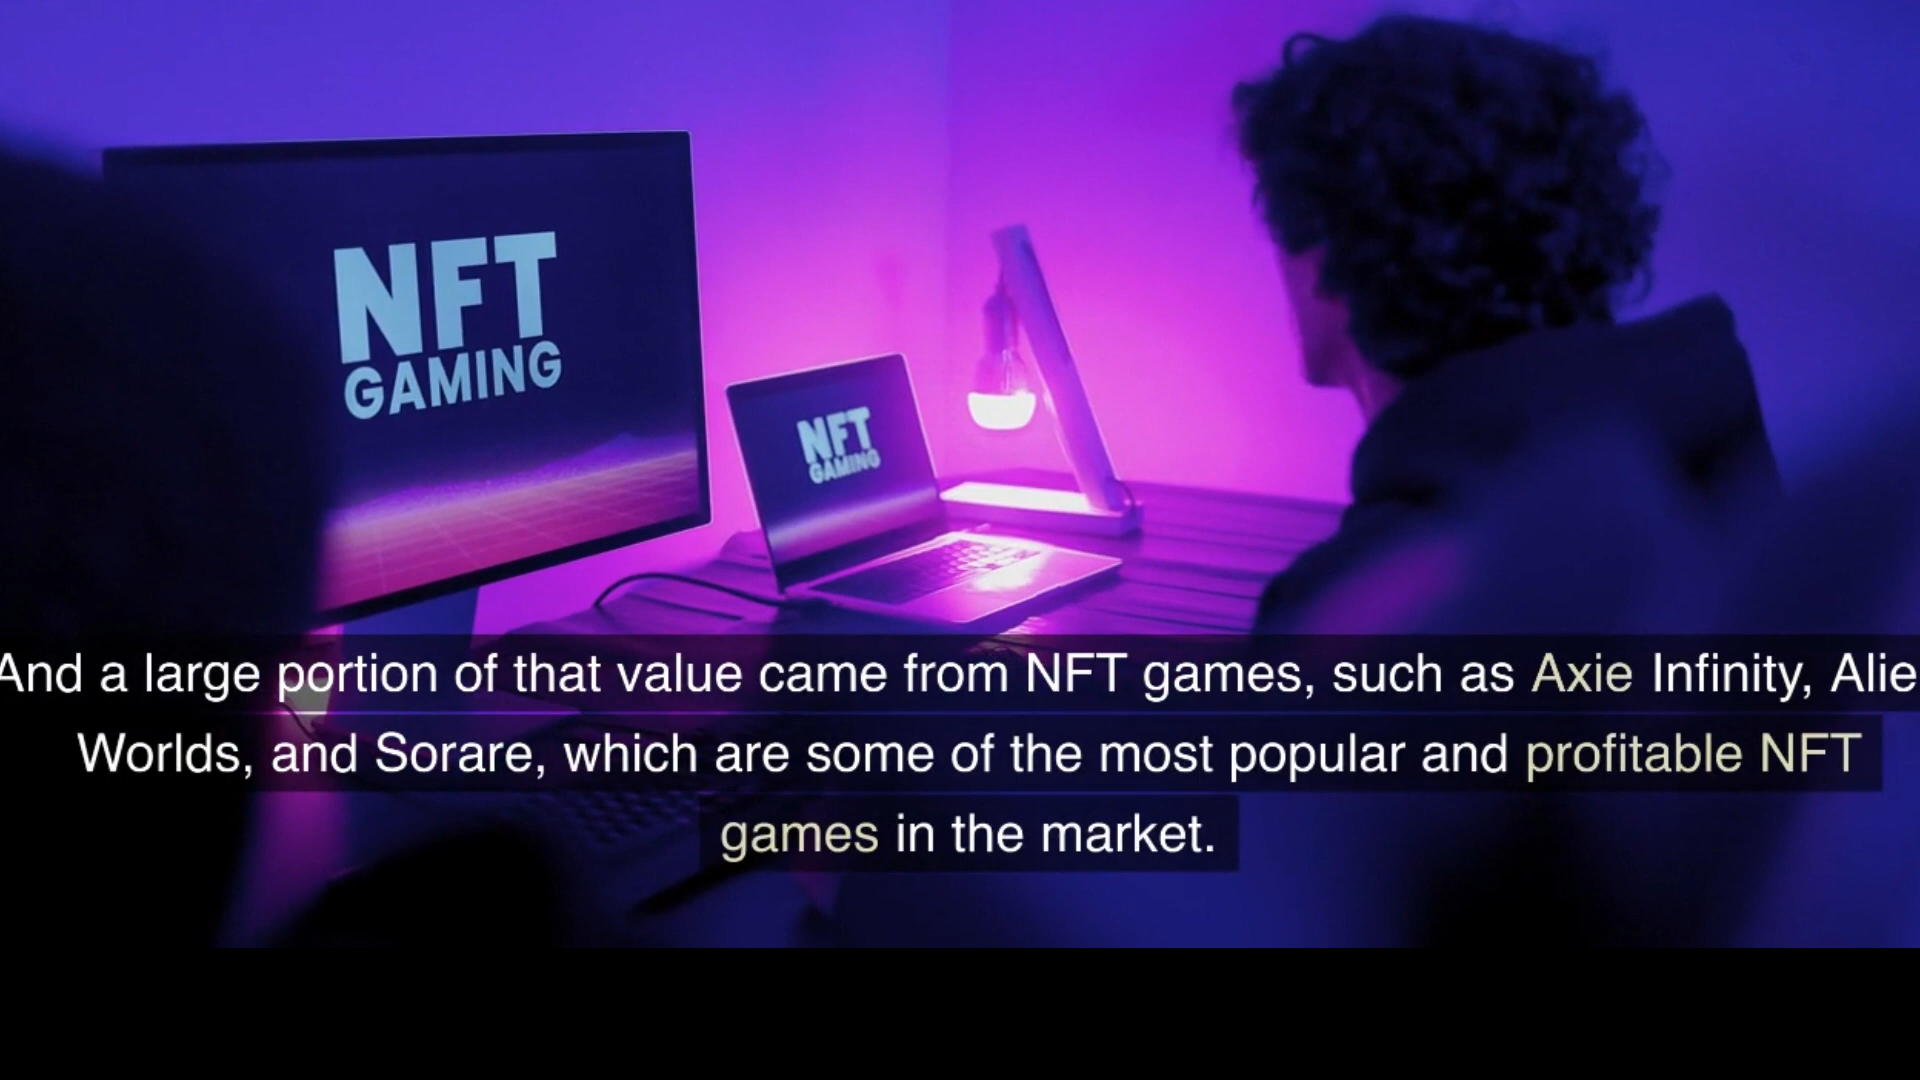 NFT
GAMING
NFT
GAMING
And a large portion of that value came from NFT games, such as Axie Infinity, Alie
Worlds, and Sorare, which are some of the most popular and profitable NFT
games in the market.